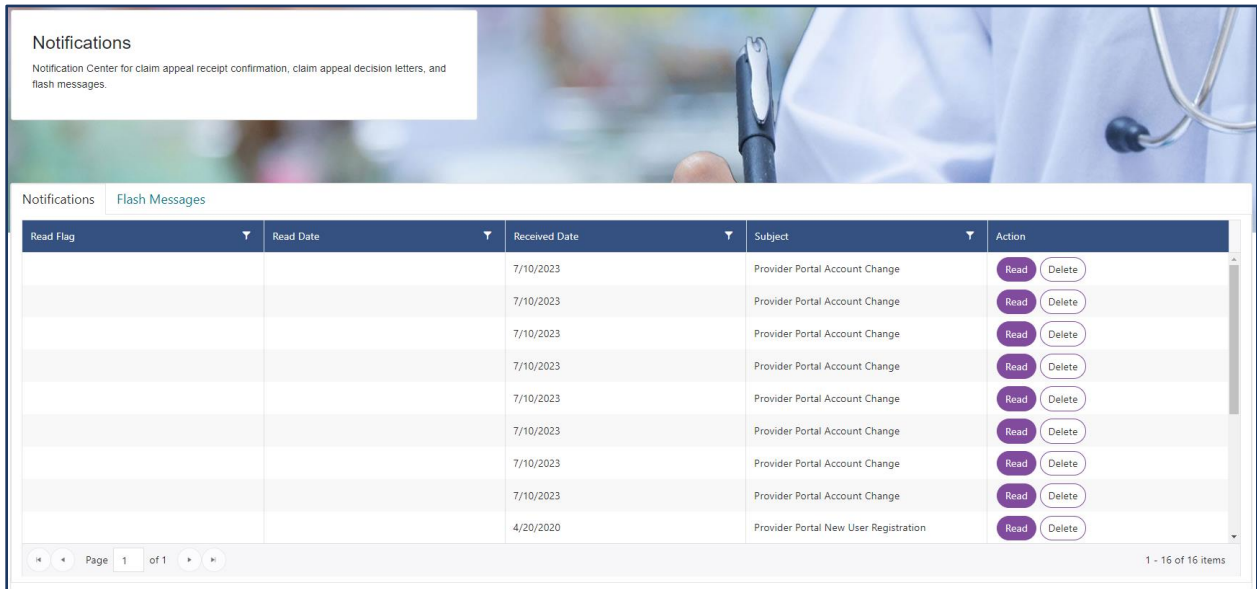 Notifications
Notification Center for claim appeal receipt confirmation, claim appeal decision letters, and
flash messages.
Notifications Flash Messages
Read Flag Read Date Received Date Subject Action
7/10/2023 Provider Portal Account Change Read Delete
7/10/2023 Provider Portal Account Change Read Delete
7/10/2023 Provider Portal Account Change Read Delete
7/10/2023 Provider Portal Account Change Read Delete
7/10/2023 Provider Portal Account Change Read Delete
7/10/2023 Provider Portal Account Change Read Delete
7/10/2023 Provider Portal Account Change Read Delete
7/10/2023 Provider Portal Account Change Read Delete
4/20/2020 Provider Portal New User Registration Read Delete
Page 1 of 1 1 - 16 of 16 items